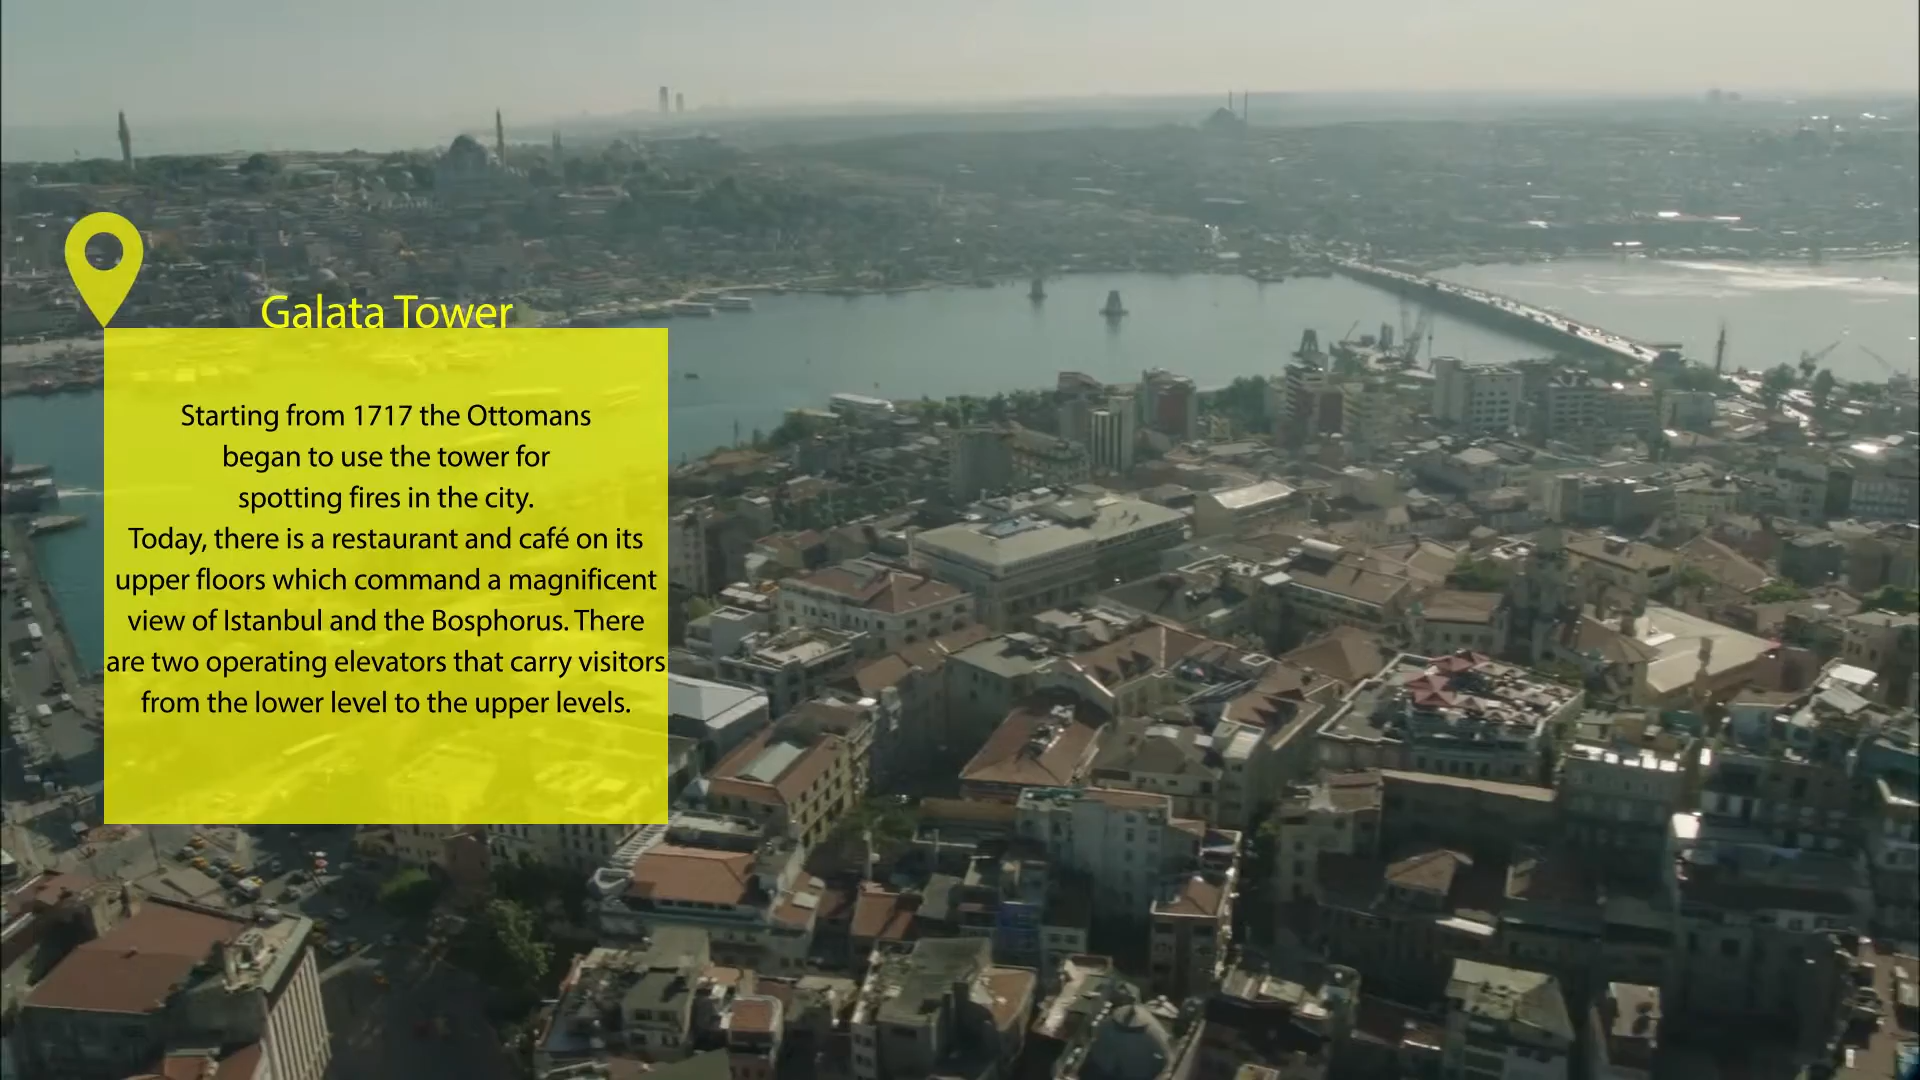 Galata Tower
Starting from 1717 the Ottomans
began to use the tower for
spotting fires in the city.
Today, there is a restaurant and café on its
upper floors which command a magnificent
view of Istanbul and the Bosphorus. There
are two operating elevators that carry visitors
from the lower level to the upper levels.